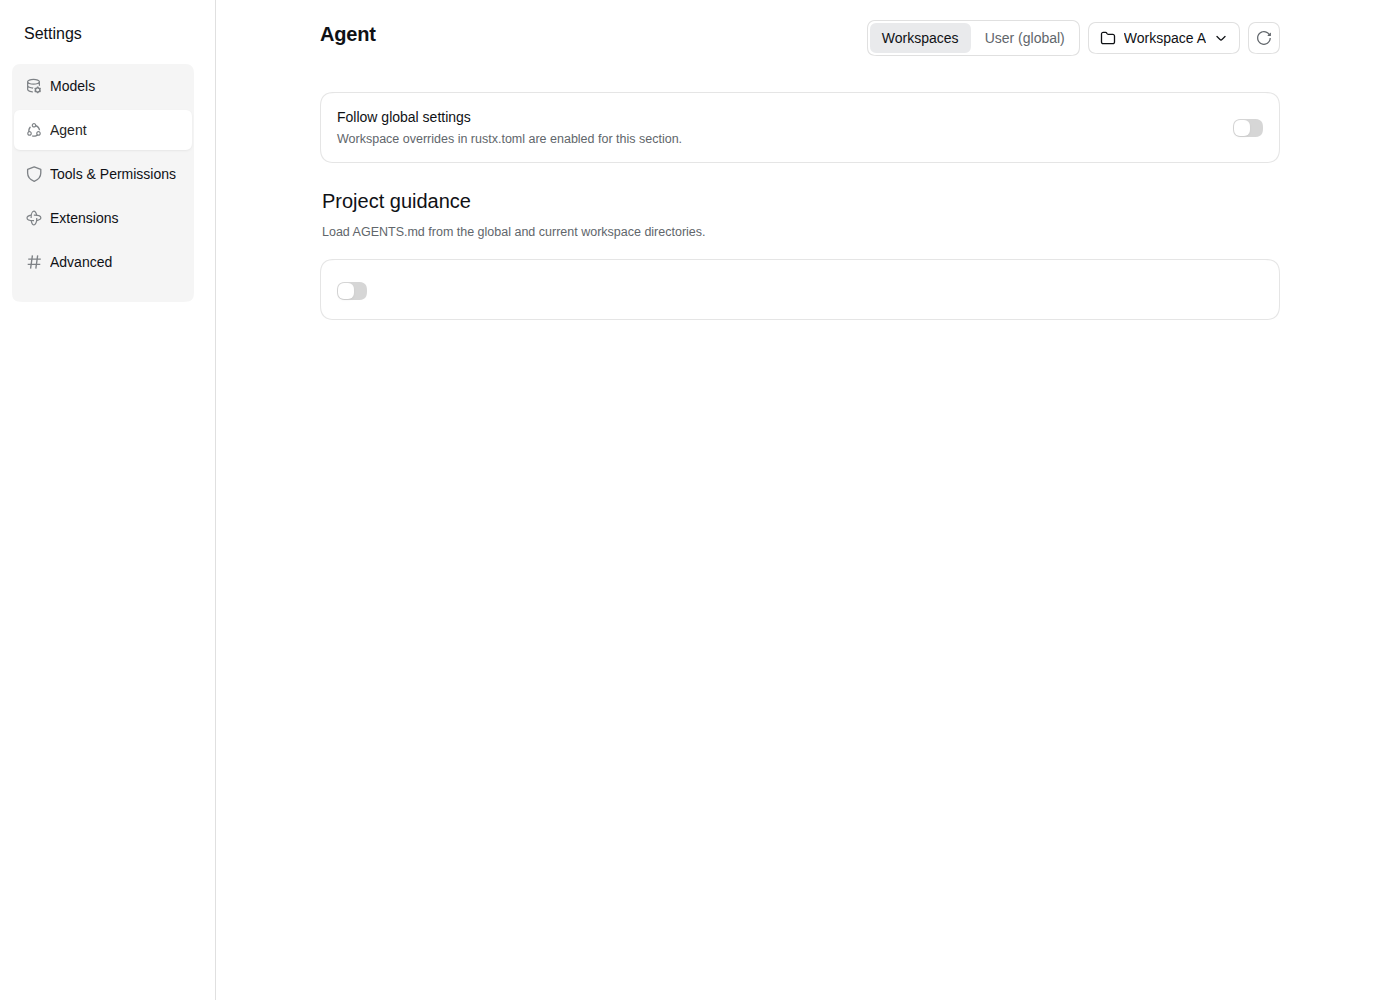 Settings
Models
Agent
Tools & Permissions
Extensions
Advanced
Agent
Workspaces
User (global)
Workspace A
Follow global settings
Workspace overrides in rustx.toml are enabled for this section.
Project guidance
Load AGENTS.md from the global and current workspace directories.